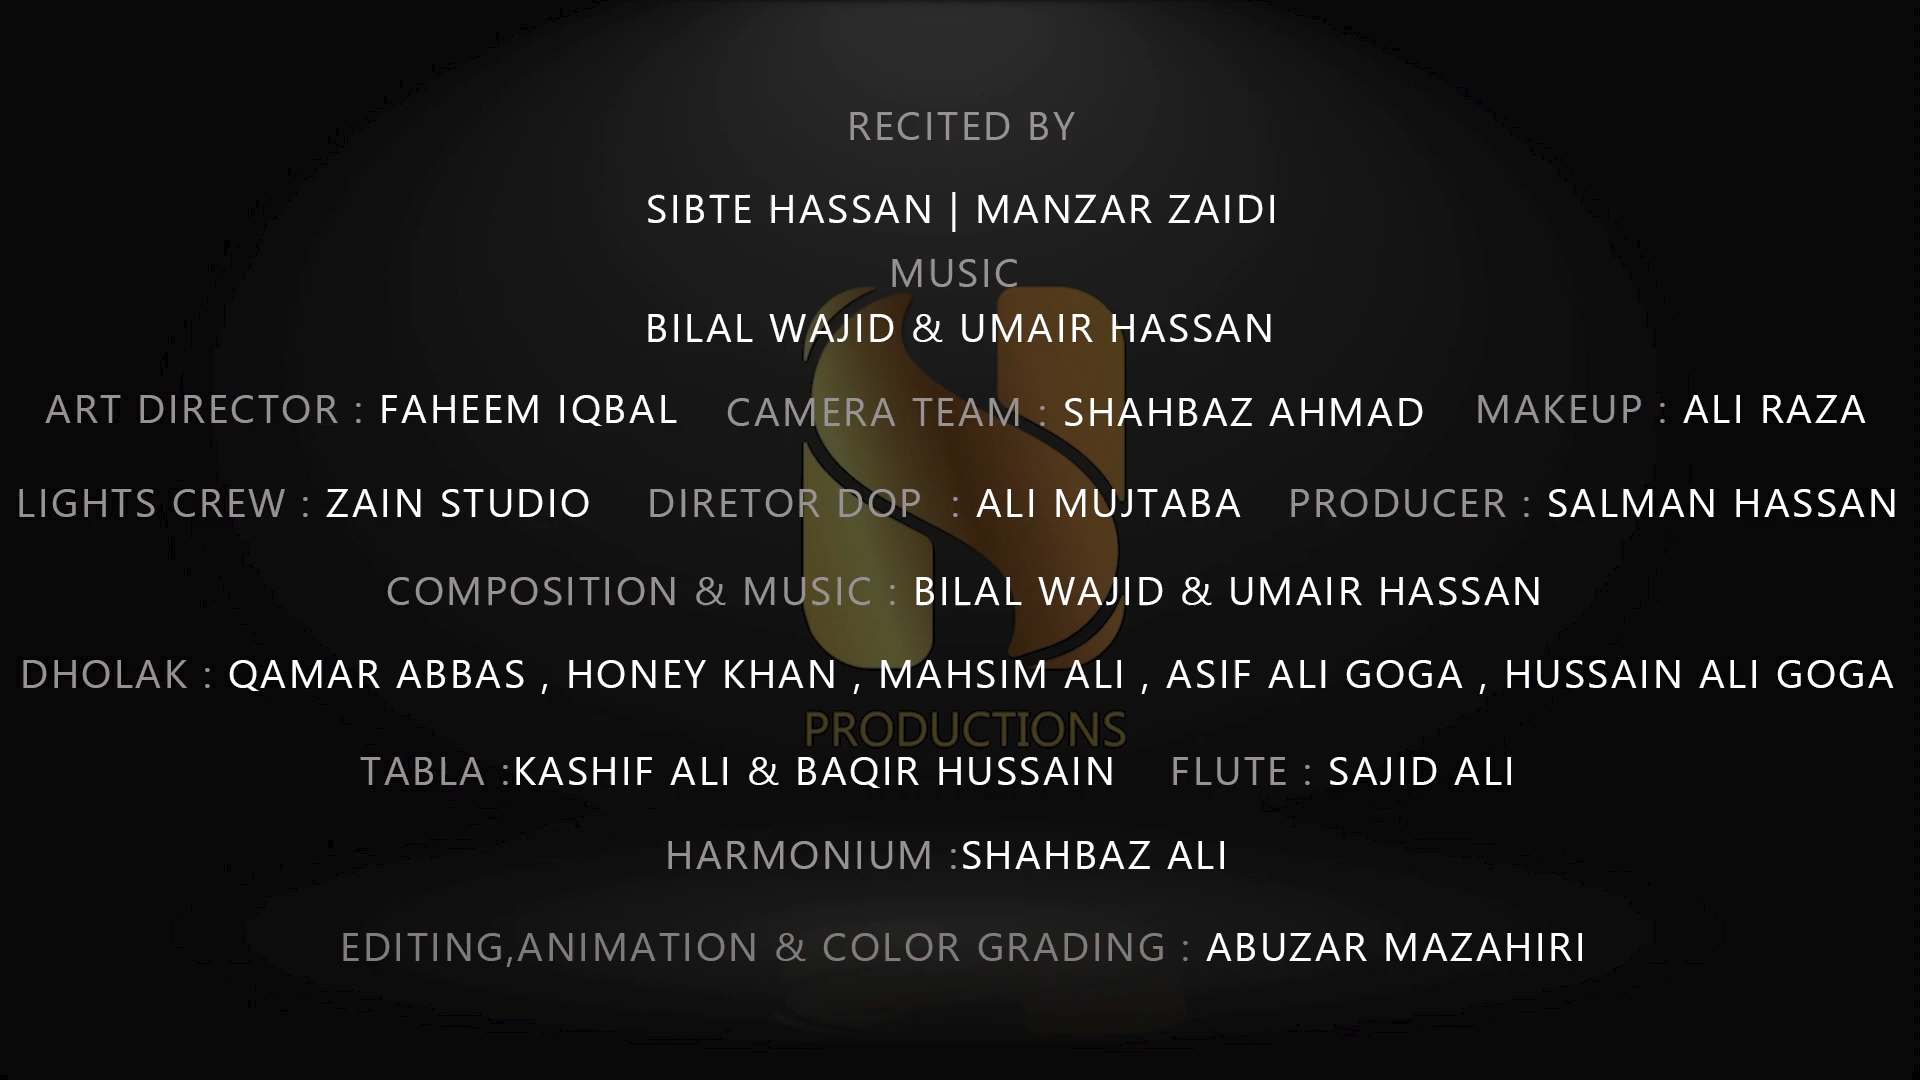 RECITED BY
SIBTE HASSAN | MANZAR ZAIDI
MUSIC
BILAL WAJID & UMAIR HASSAN
ART DIRECTOR : FAHEEM IQBAL CAMERA TEAM : SHAHBAZ AHMAD MAKEUP : ALI RAZA
LIGHTS CREW : ZAIN STUDIO DIRETOR DOP : ALI MUJTABA PRODUCER : SALMAN HASSAN
COMPOSITION & MUSIC : BILAL WAJID & UMAIR HASSAN
DHOLAK : QAMAR ABBAS , HONEY KHAN , MAHSIM ALI , ASIF ALI GOGA , HUSSAIN ALI GOGA
PRODUCTIONS
TABLA :KASHIF ALI & BAQIR HUSSAIN FLUTE : SAJID ALI
HARMONIUM :SHAHBAZ ALI
EDITING,ANIMATION & COLOR GRADING : ABUZAR MAZAHIRI